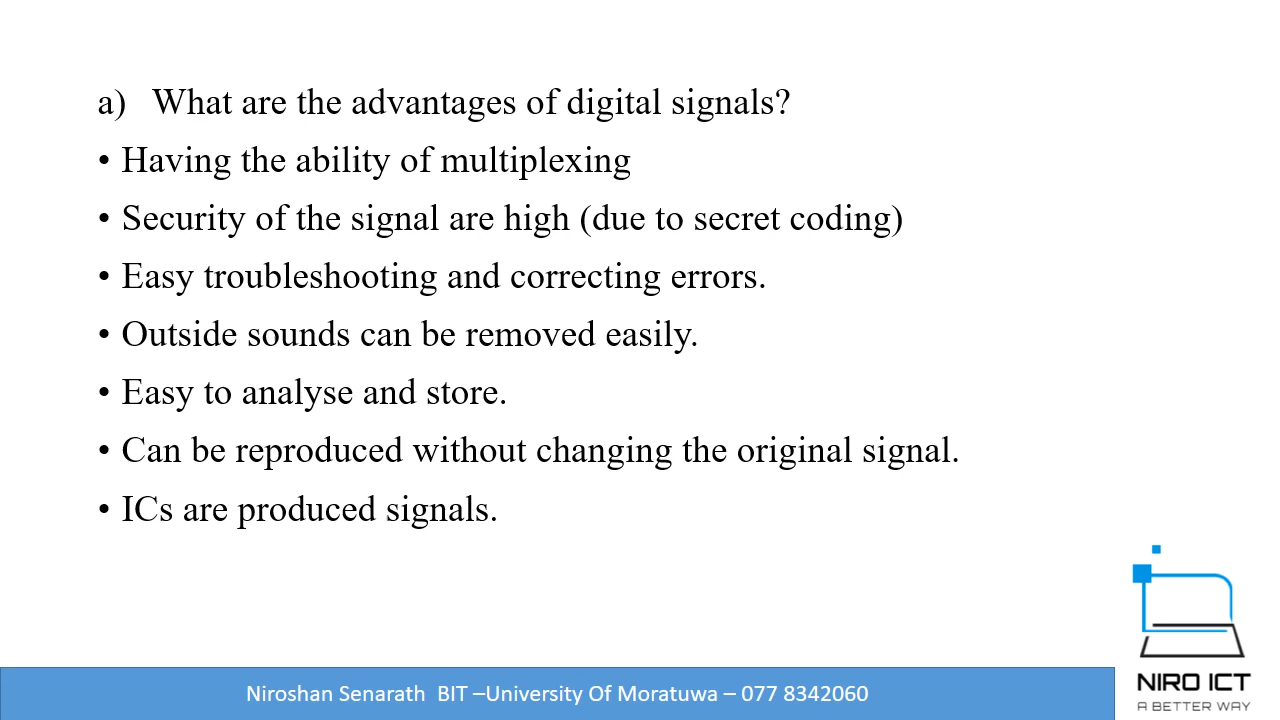 a) What are the advantages of digital signals?
• Having the ability of multiplexing
• Security of the signal are high (due to secret coding)
• Easy troubleshooting and correcting errors.
• Outside sounds can be removed easily.
• Easy to analyse and store.
• Can be reproduced without changing the original signal.
• ICs are produced signals.
Niroshan Senarath BIT –University Of Moratuwa – 077 8342060
NIRO ICT
A BETTER WAY